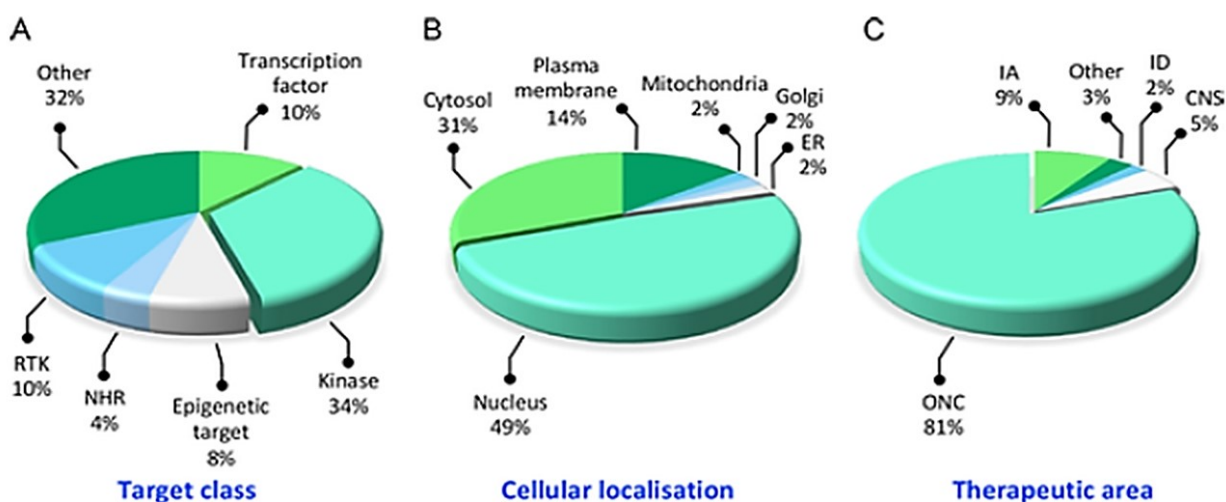 A
Other
32%
Transcription
factor
10%
RTK
10%
NHR
4%
Epigenetic
target
8%
Kinase
34%
Target class
B
Cytosol
31%
Plasma
membrane
14%
Mitochondria
2%
Golgi
2%
ER
2%
Nucleus
49%
Cellular localisation
C
IA
9%
Other
3%
ID
2%
CNS
5%
ONC
81%
Therapeutic area